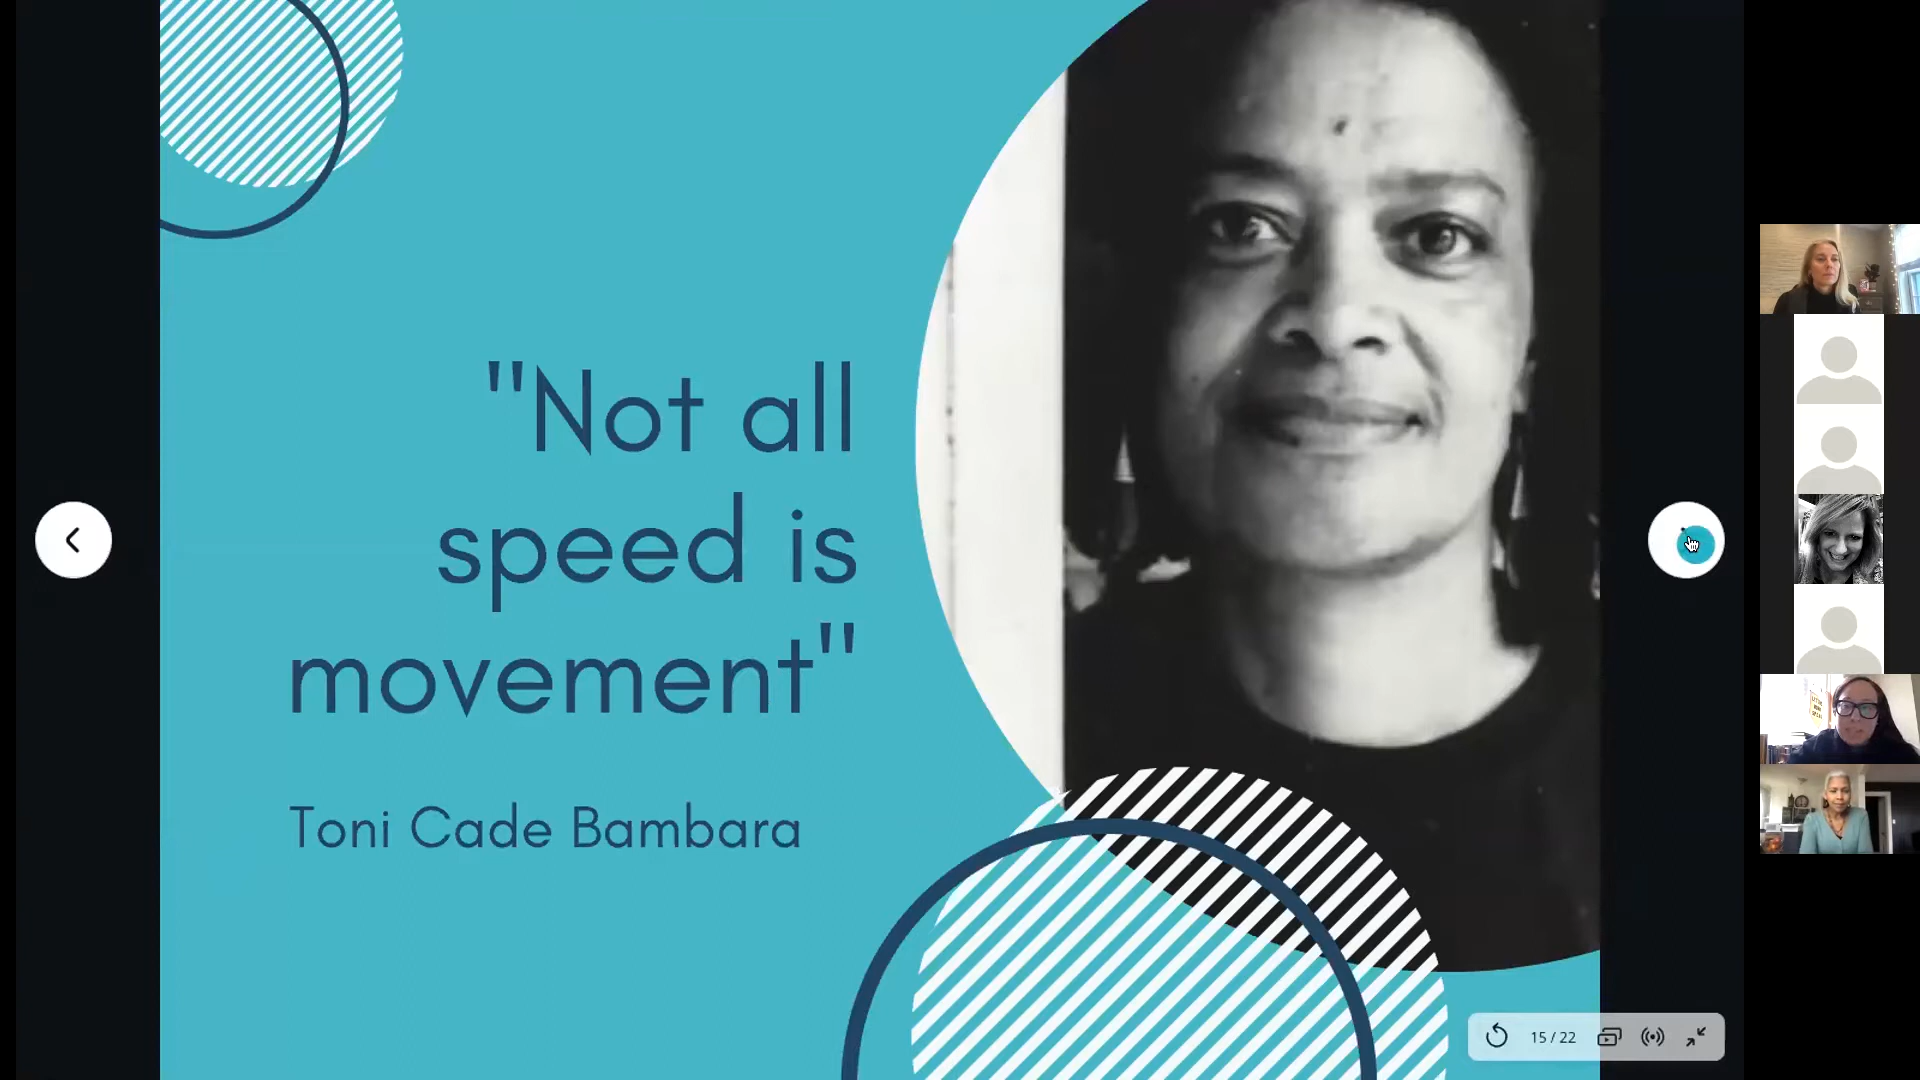 "Not all
speed is
movement"
Toni Cade Bambara
15 / 22